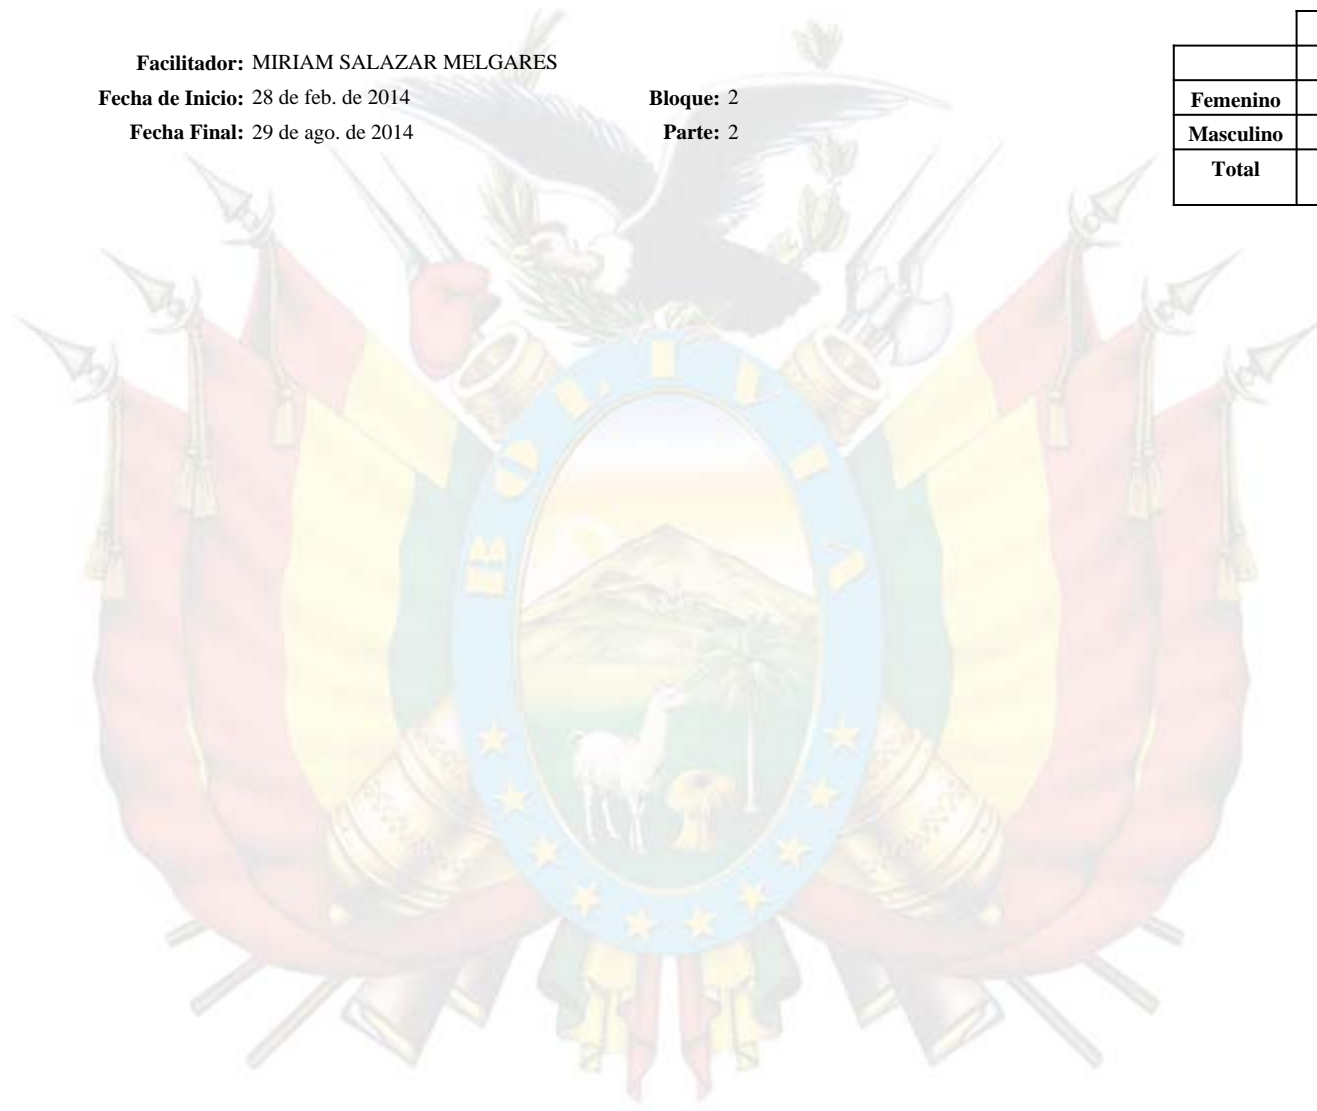 Facilitador: MIRIAM SALAZAR MELGARES
Fecha de Inicio: 28 de feb. de 2014 Bloque: 2
Fecha Final: 29 de ago. de 2014 Parte: 2
Femenino
Masculino
Total
BOLIVIA